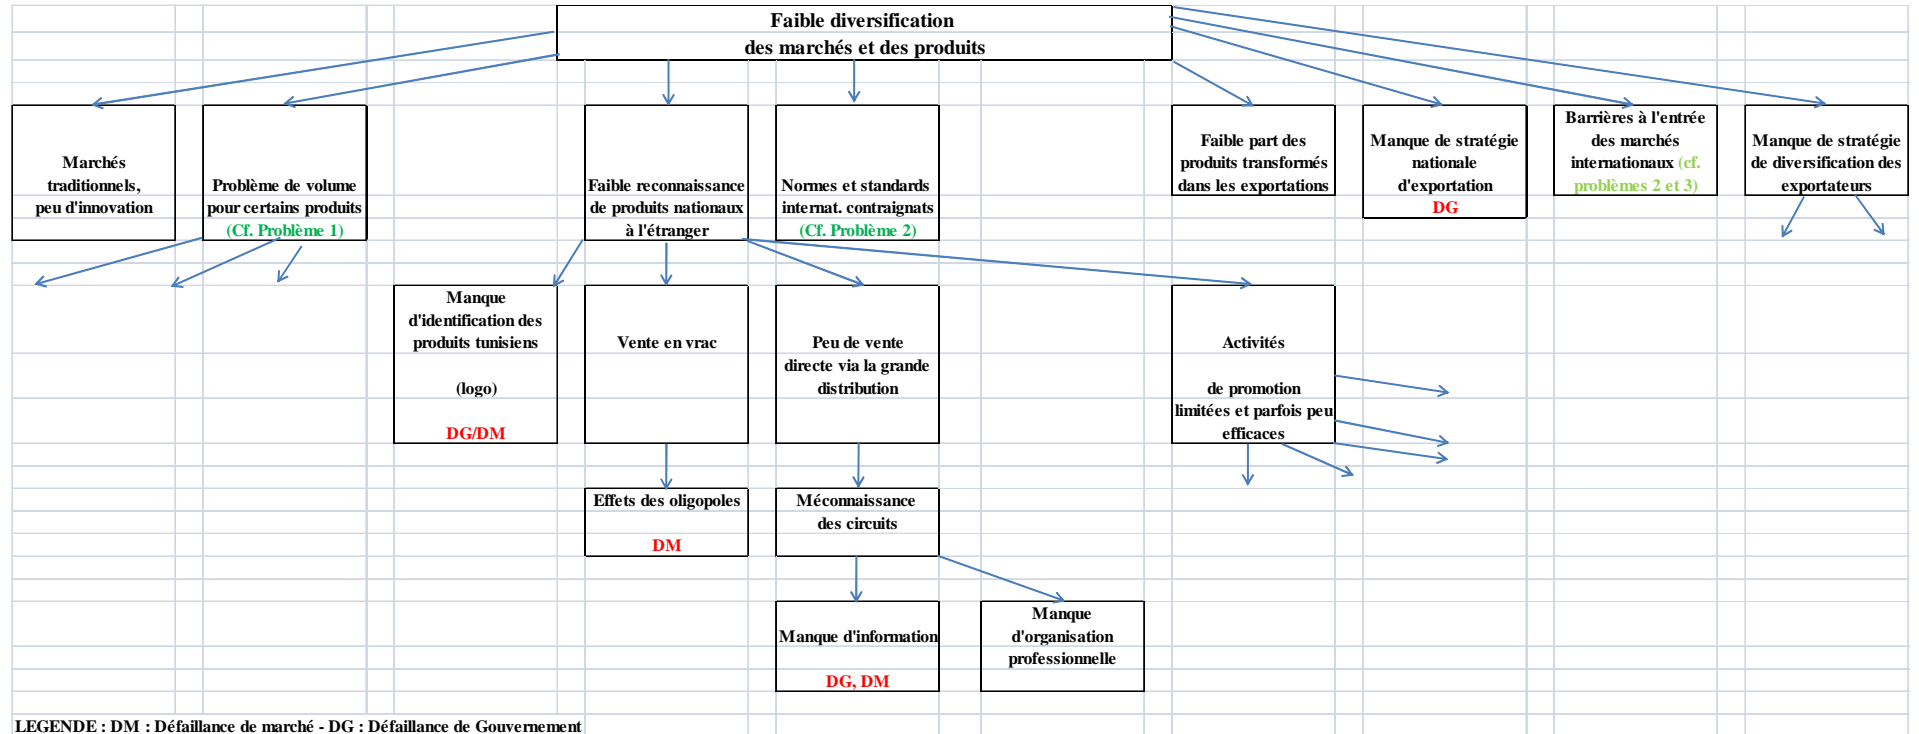 Faible diversification
des marchés et des produits
Marchés
traditionnels,
peu d'innovation
Problème de volume
pour certains produits
(Cf. Problème 1)
Faible reconnaissance
de produits nationaux
à l'étranger
Normes et standards
internat. contraignats
(Cf. Problème 2)
Faible part des
produits transformés
dans les exportations
Manque de stratégie
nationale
d'exportation
DG
Barrières à l'entrée
des marchés
internationaux (cf.
problèmes 2 et 3)
Manque de stratégie
de diversification des
exportateurs
Manque
d'identification des
produits tunisiens
(logo)
DG/DM
Vente en vrac
Peu de vente
directe via la grande
distribution
Activités
de promotion
limitées et parfois peu
efficaces
Effets des oligopoles
DM
Méconnaissance
des circuits
Manque d'information
DG, DM
Manque
d'organisation
professionnelle
LEGENDE : DM : Défaillance de marché - DG : Défaillance de Gouvernement